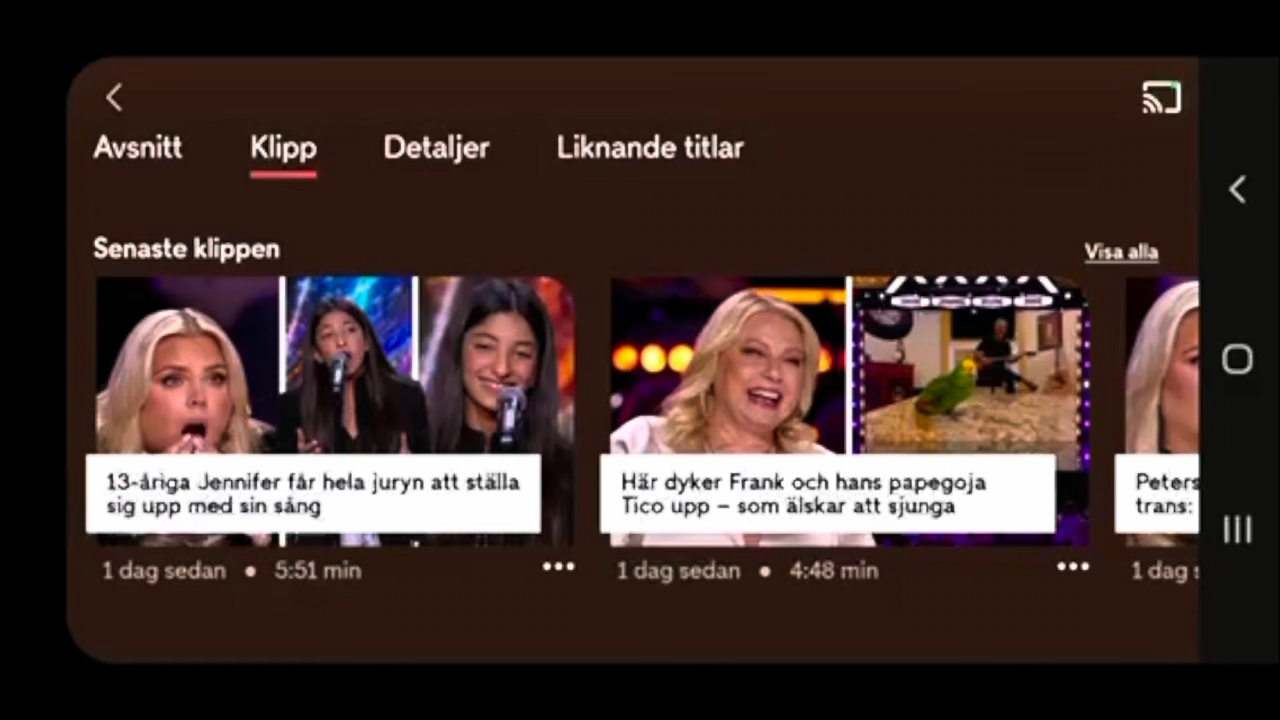 Avsnitt
Klipp
Detaljer
Liknande titlar
Senaste klippen
Visa alla
13-åriga Jennifer får hela juryn att ställa
sig upp med sin sång
1 dag sedan • 5:51 min
Här dyker Frank och hans papegoja
Tico upp – som älskar att sjunga
1 dag sedan • 4:48 min
Peters
trans:
1 dag s